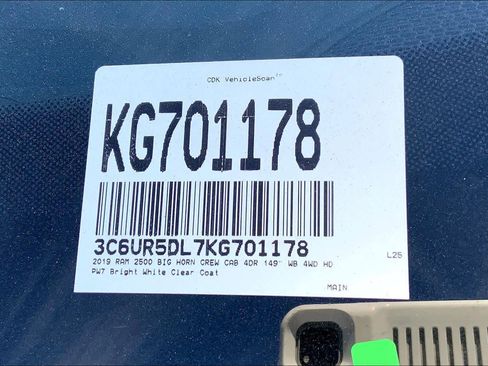 CDK VehicleScan™
KG701178
3C6UR5DL7KG701178
2019 RAM 2500 BIG HORN CREW CAB 4DR 149" WB 4WD HD
PW7 Bright White Clear Coat
L25
MAIN